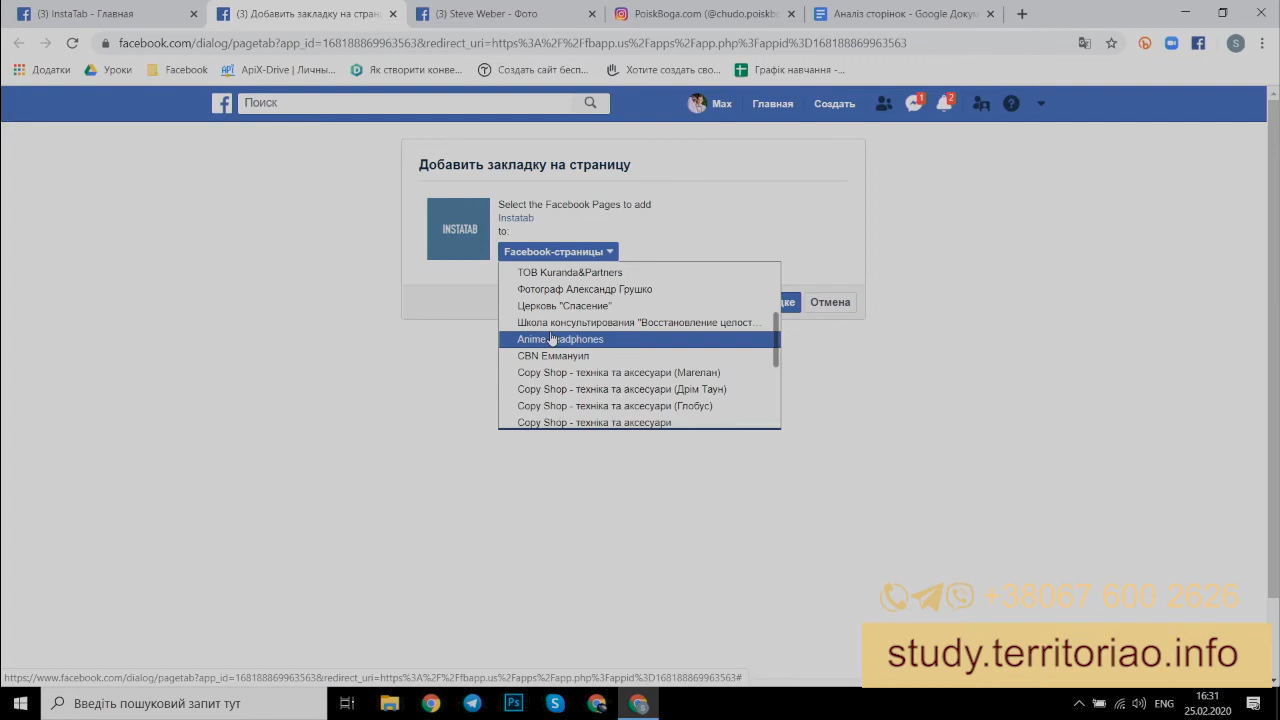 (3) InstaTab - Главная
(3) Добавить закладку на стран
(3) Steve Weber - Фото
PoiskBoga.com (@chudo.poiskb
Аналіз сторінок - Google Доку
facebook.com/dialog/pagetab?app_id=168188869963563&redirect_uri=https%3A%2F%2Ffbapp.us%2Fapps%2Fapp.php%3Fappid%3D168188869963563
S
Додатки
Уроки
Facebook
ApiX-Drive | Личны...
Як створити конве...
Создать сайт бесп...
Хотите создать сво...
Графік навчання -...
Поиск
Max
Главная
Создать
1
2
Добавить закладку на страницу
INSTATAB
Select the Facebook Pages to add
Instatab
to:
Facebook-страницы
TOB Kuranda&Partners
Фотограф Александр Грушко
Церковь "Спасение"
Школа консультирования "Восстановление целост...
дке
Отмена
CBN Еммануил
Copy Shop - техніка та аксесуари (Магелан)
Copy Shop - техніка та аксесуари (Дрім Таун)
Copy Shop - техніка та аксесуари (Глобус)
Copy Shop - техніка та аксесуари
+38067 600 2626
study.territoriao.info
https://www.facebook.com/dialog/pagetab?app_id=168188869963563&redirect_uri=https%3A%2F%2Ffbapp.us%2Fapps%2Fapp.php%3Fappid%3D168188869963563#
Введіть пошуковий запит тут
Ps
ENG
16:31
25.02.2020